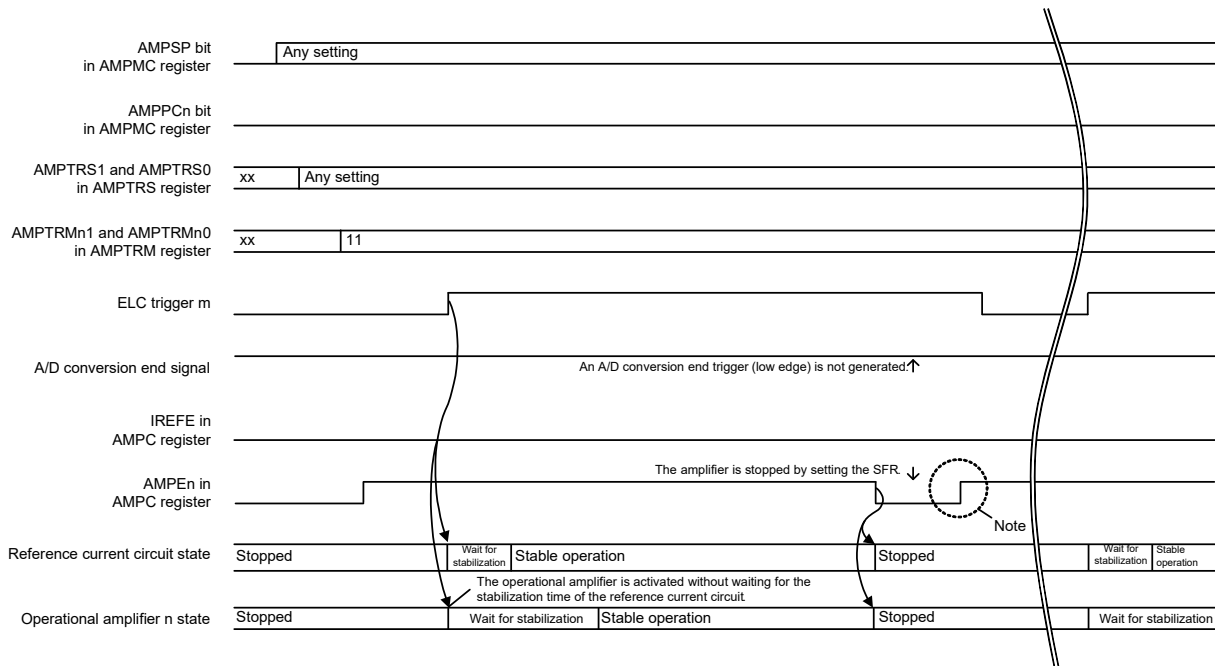 AMPSP bit
in AMPMC register
Any setting
AMPPCn bit
in AMPMC register
AMPTRS1 and AMPTRS0
in AMPTRS register
xx
Any setting
AMPTRMn1 and AMPTRMn0
in AMPTRM register
xx
11
ELC trigger m
A/D conversion end signal
An A/D conversion end trigger (low edge) is not generated.↑
IREFE in
AMPC register
The amplifier is stopped by setting the SFR. ↓
AMPEn in
AMPC register
Note
Reference current circuit state
Stopped
Wait for
stabilization
Stable operation
Stopped
Wait for
stabilization
Stable
operation
The operational amplifier is activated without waiting for the
stabilization time of the reference current circuit.
Operational amplifier n state
Stopped
Wait for stabilization
Stable operation
Stopped
Wait for stabilization